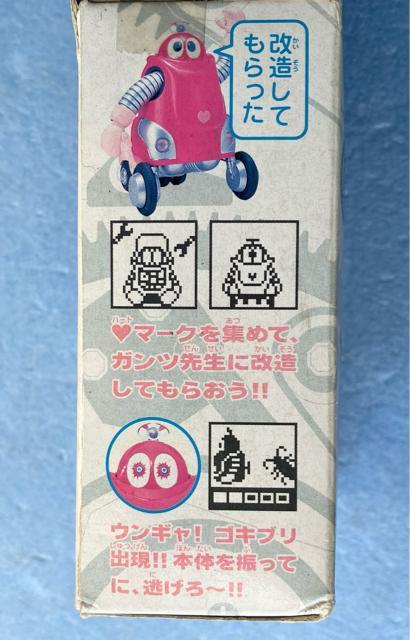 改造して
もらった
♥マークを集めて、
ガンツ先生に改造
してもらおう!!
ウンギャ! ゴキブリ
出現!! 本体を振って
に、逃げろ〜!!